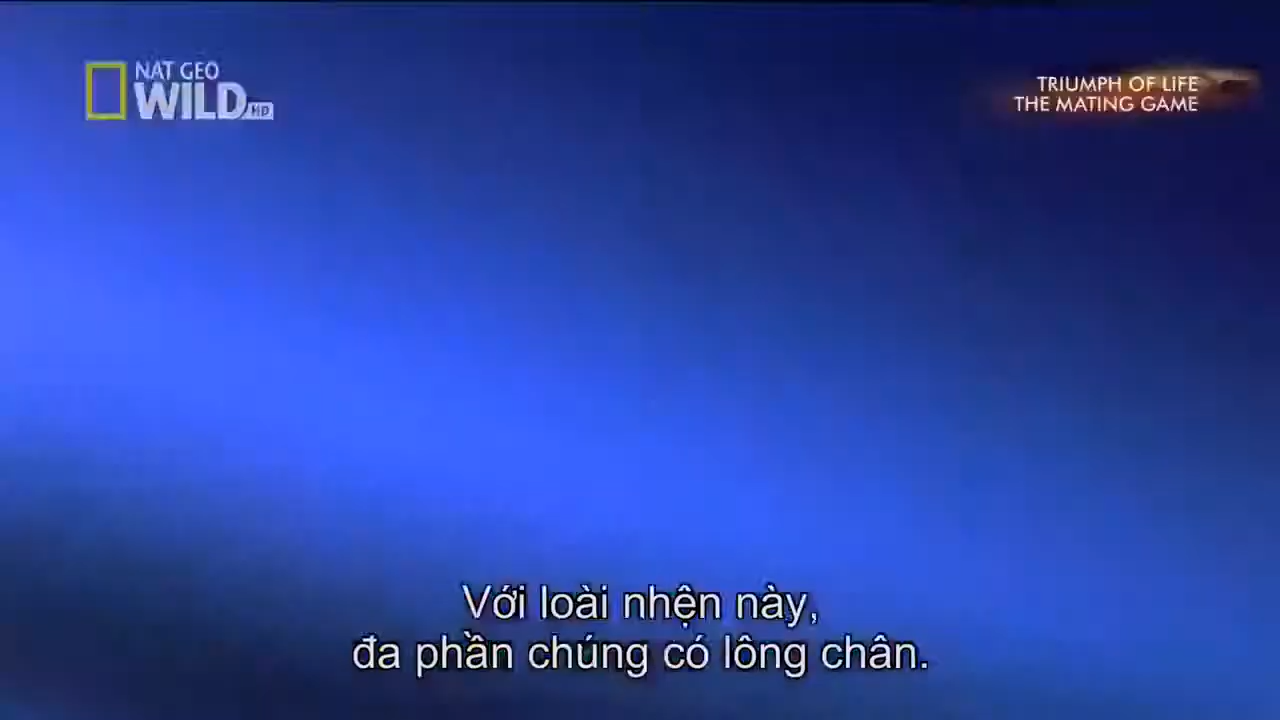 NAT GEO
WILD HD
TRIUMPH OF LIFE
THE MATING GAME
Với loài nhện này,
đa phần chúng có lông chân.